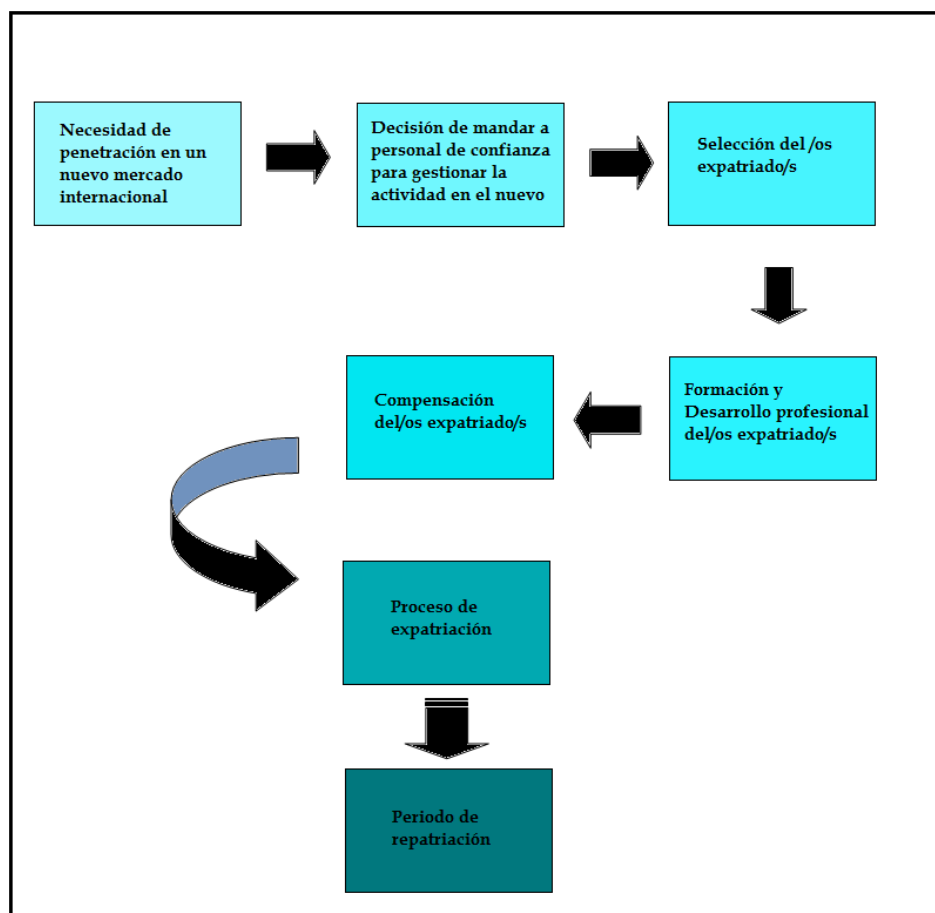 Necesidad de
penetración en un
nuevo mercado
internacional
Decisión de mandar a
personal de confianza
para gestionar la
actividad en el nuevo
Selección del /os
expatriado/s
Formación y
Desarrollo profesional
del/os expatriado/s
Compensación
del/os expatriado/s
Proceso de
expatriación
Periodo de
repatriación